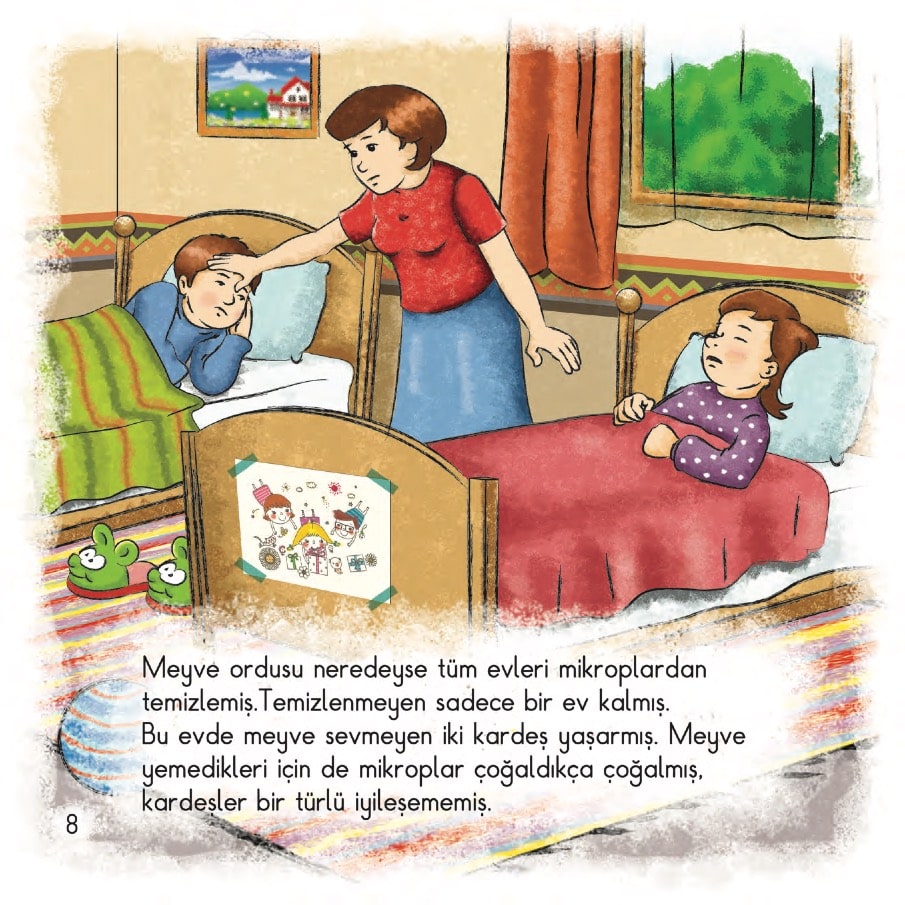 Meyve ordusu neredeyse tüm evleri mikroplardan
temizlemiş.Temizlenmeyen sadece bir ev kalmış.
Bu evde meyve sevmeyen iki kardeş yaşarmış. Meyve
yemedikleri için de mikroplar çoğaldıkça çoğalmış,
kardeşler bir türlü iyileşememiş.
8